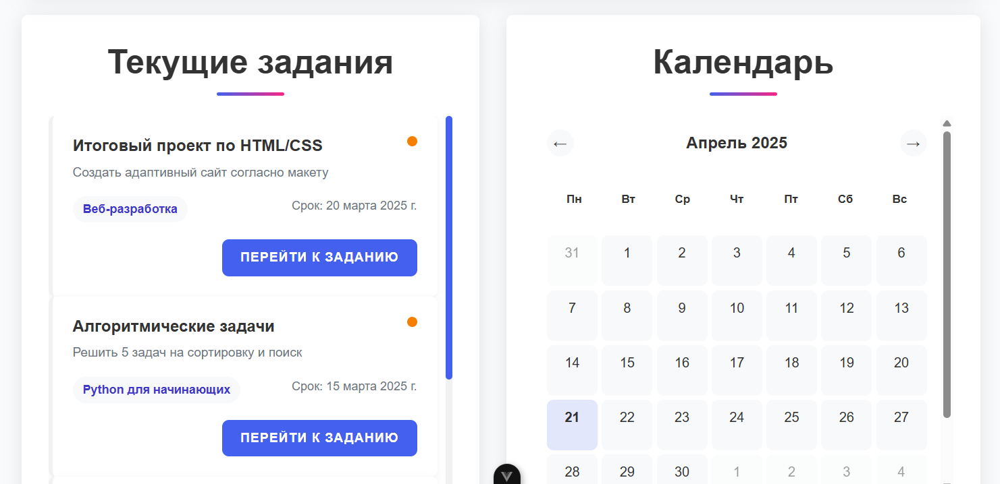 Текущие задания
Итоговый проект по HTML/CSS
Создать адаптивный сайт согласно макету
Веб-разработка
Срок: 20 марта 2025 г.
ПЕРЕЙТИ К ЗАДАНИЮ
Алгоритмические задачи
Решить 5 задач на сортировку и поиск
Python для начинающих
Срок: 15 марта 2025 г.
ПЕРЕЙТИ К ЗАДАНИЮ
Календарь
← Апрель 2025 →
Пн Вт Ср Чт Пт Сб Вс
31 1 2 3 4 5 6
7 8 9 10 11 12 13
14 15 16 17 18 19 20
21 22 23 24 25 26 27
28 29 30 1 2 3 4